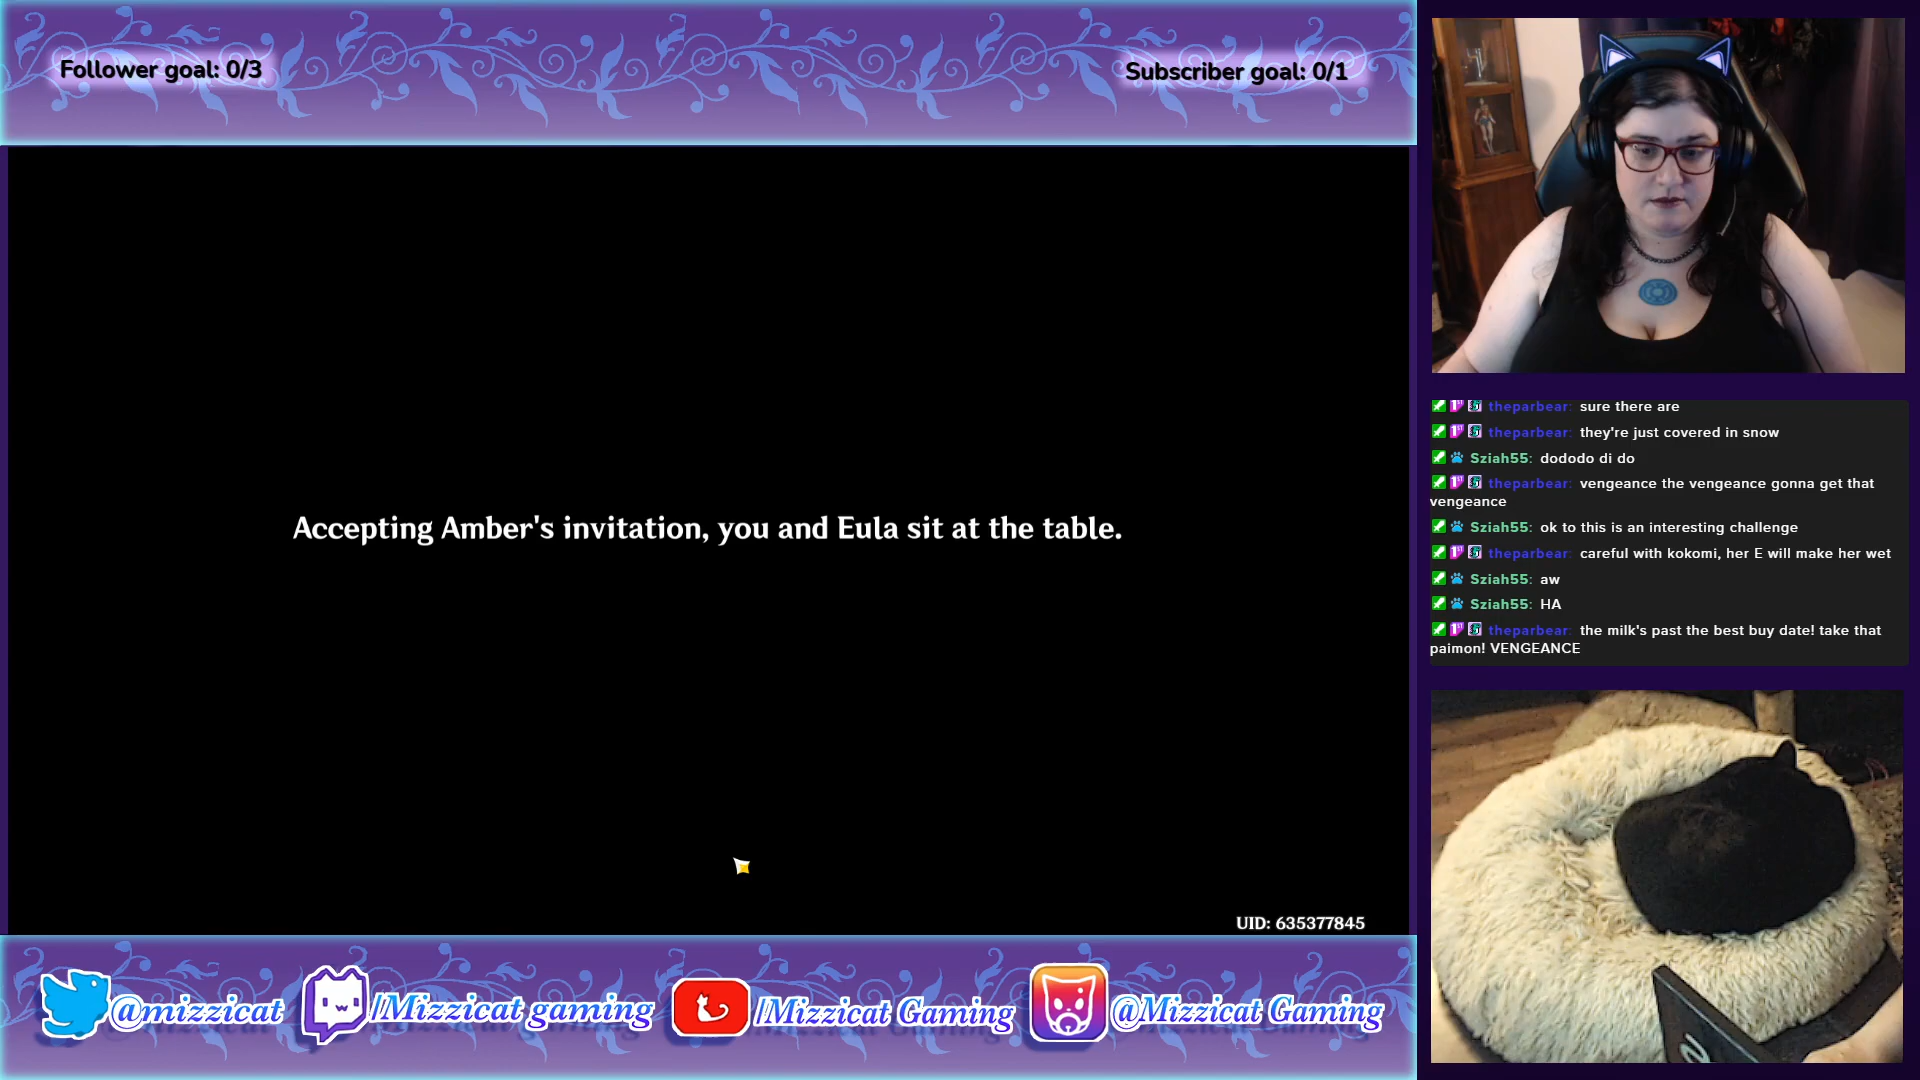 Follower goal: 0/3
Subscriber goal: 0/1
Accepting Amber's invitation, you and Eula sit at the table.
UID: 635377845
theparbear: sure there are
theparbear: they're just covered in snow
Sziah55: dododo di do
theparbear: vengeance the vengeance gonna get that
vengeance
Sziah55: ok to this is an interesting challenge
theparbear: careful with kokomi, her E will make her wet
Sziah55: aw
Sziah55: HA
theparbear: the milk's past the best buy date! take that
paimon! VENGEANCE
@mizzicat
/Mizzicat gaming
/Mizzicat Gaming
@Mizzicat Gaming